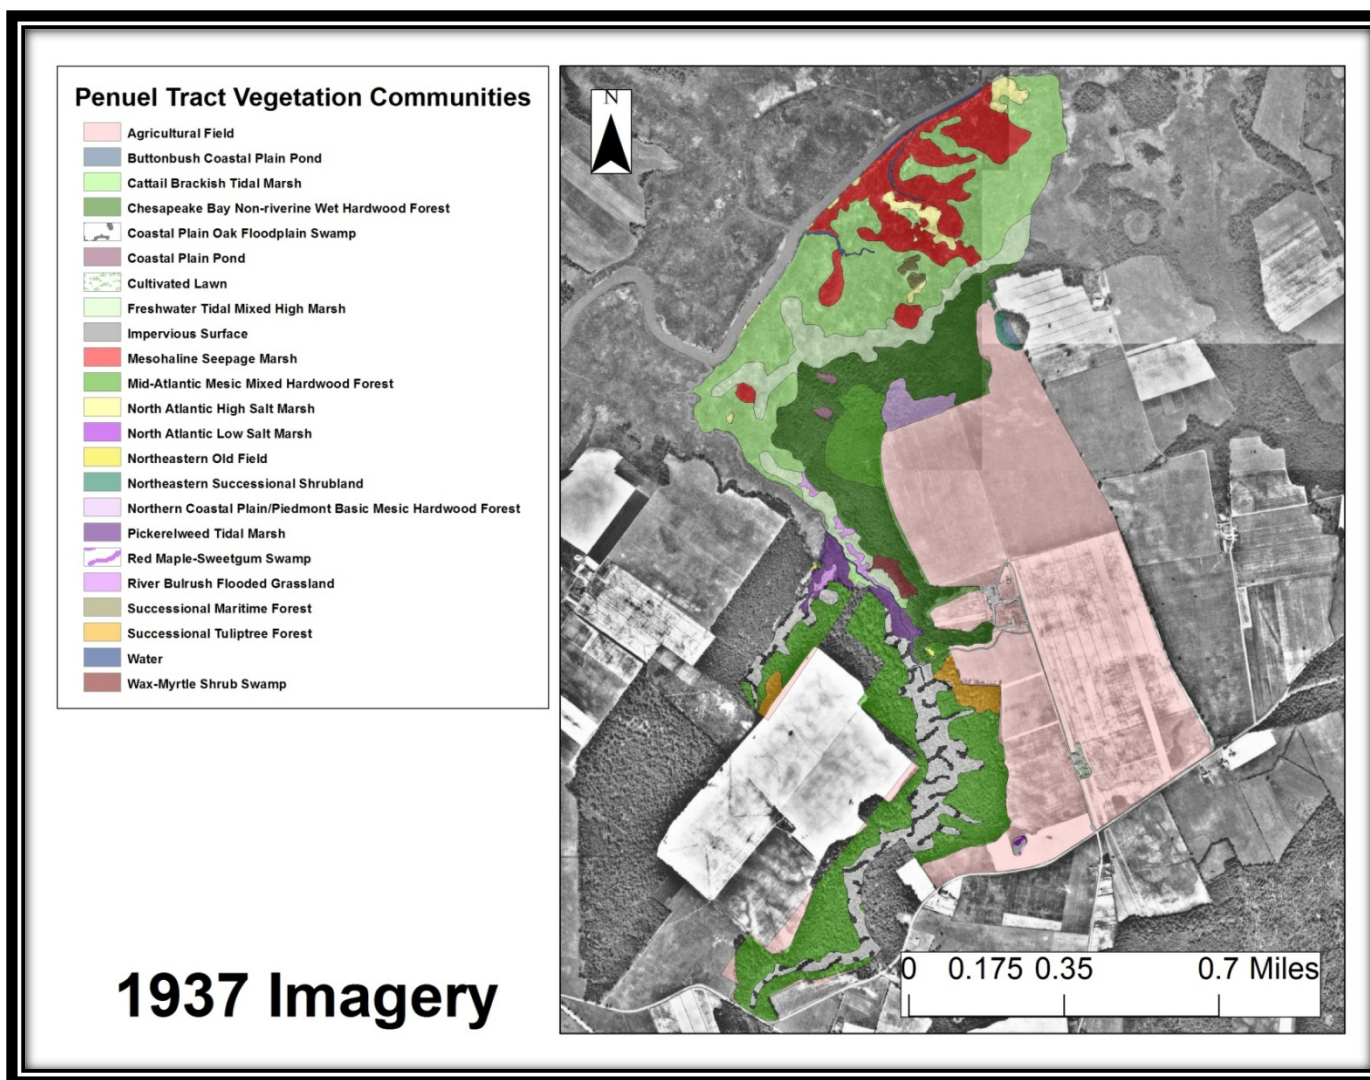 Penuel Tract Vegetation Communities
Agricultural Field
Buttonbush Coastal Plain Pond
Cattail Brackish Tidal Marsh
Chesapeake Bay Non-riverine Wet Hardwood Forest
Coastal Plain Oak Floodplain Swamp
Coastal Plain Pond
Cultivated Lawn
Freshwater Tidal Mixed High Marsh
Impervious Surface
Mesohaline Seepage Marsh
Mid-Atlantic Mesic Mixed Hardwood Forest
North Atlantic High Salt Marsh
North Atlantic Low Salt Marsh
Northeastern Old Field
Northeastern Successional Shrubland
Northern Coastal Plain/Piedmont Basic Mesic Hardwood Forest
Pickerelweed Tidal Marsh
Red Maple-Sweetgum Swamp
River Bulrush Flooded Grassland
Successional Maritime Forest
Successional Tuliptree Forest
Water
Wax-Myrtle Shrub Swamp
1937 Imagery
N
0 0.175 0.35 0.7 Miles